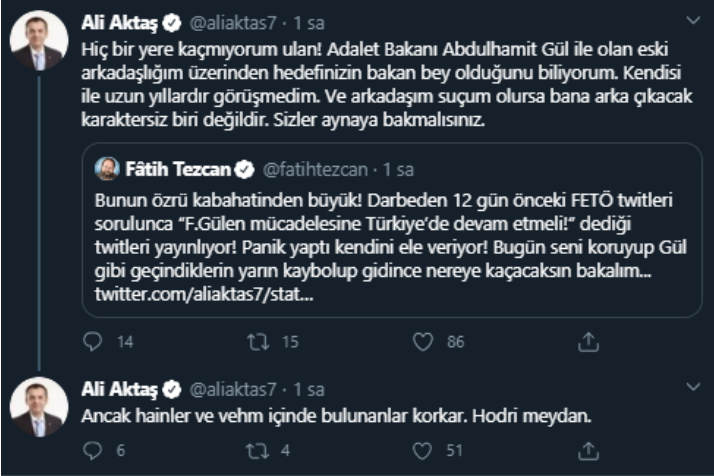 Ali Aktaş @aliaktas7 · 1 sa
Hiç bir yere kaçmıyorum ulan! Adalet Bakanı Abdulhamit Gül ile olan eski
arkadaşlığım üzerinden hedefinizin bakan bey olduğunu biliyorum. Kendisi
ile uzun yıllardır görüşmedim. Ve arkadaşım suçum olursa bana arka çıkacak
karaktersiz biri değildir. Sizler aynaya bakmalısınız.
Fâtih Tezcan @fatihtezcan · 1 sa
Bunun özrü kabahatinden büyük! Darbeden 12 gün önceki FETÖ twitleri
sorulunca “F.Gülen mücadelesine Türkiye’de devam etmeli!” dediği
twitleri yayınlıyor! Panik yaptı kendini ele veriyor! Bugün seni koruyup Gül
gibi geçindiklerin yarın kaybolup gidince nereye kaçacaksın bakalım...
twitter.com/aliaktas7/stat...
14 15 86
Ali Aktaş @aliaktas7 · 1 sa
Ancak hainler ve vehm içinde bulunanlar korkar. Hodri meydan.
6 4 51